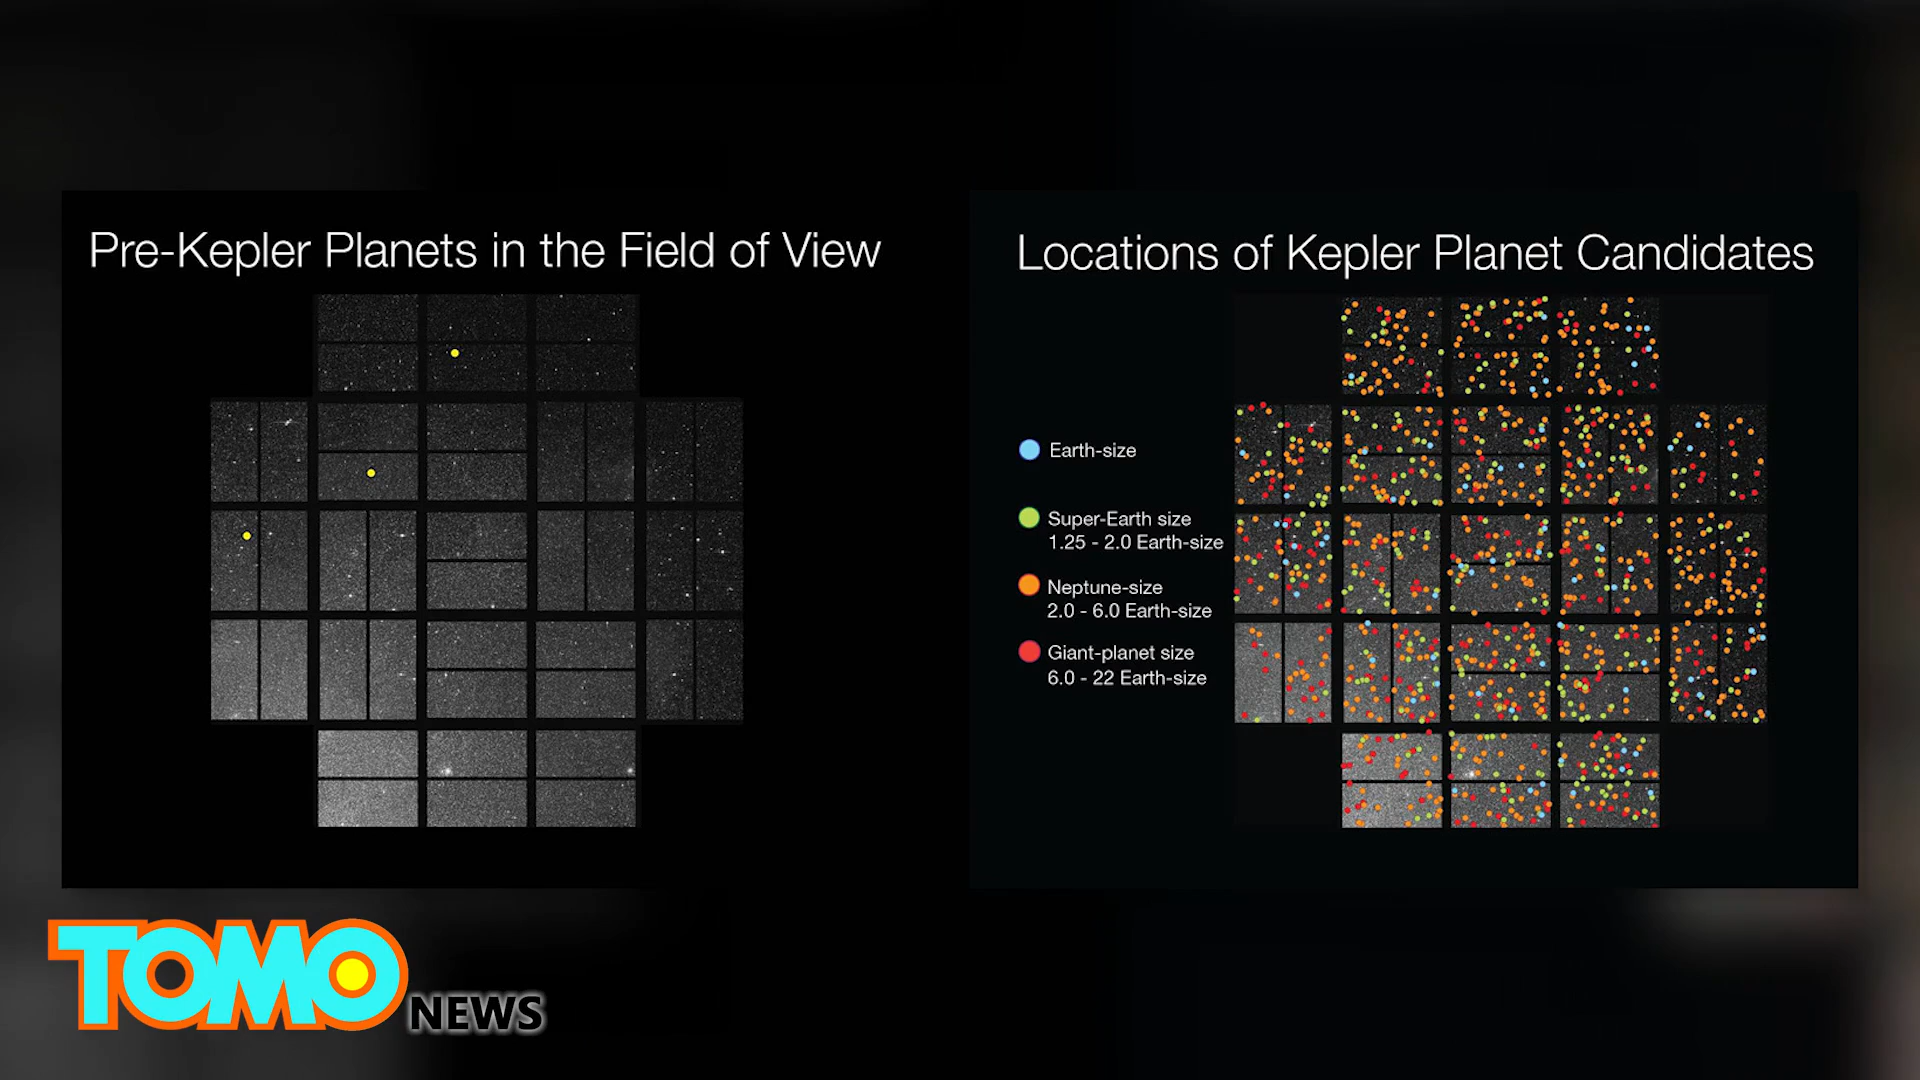 Pre-Kepler Planets in the Field of View
Locations of Kepler Planet Candidates
Earth-size
Super-Earth size
1.25 - 2.0 Earth-size
Neptune-size
2.0 - 6.0 Earth-size
Giant-planet size
6.0 - 22 Earth-size
TOMO NEWS